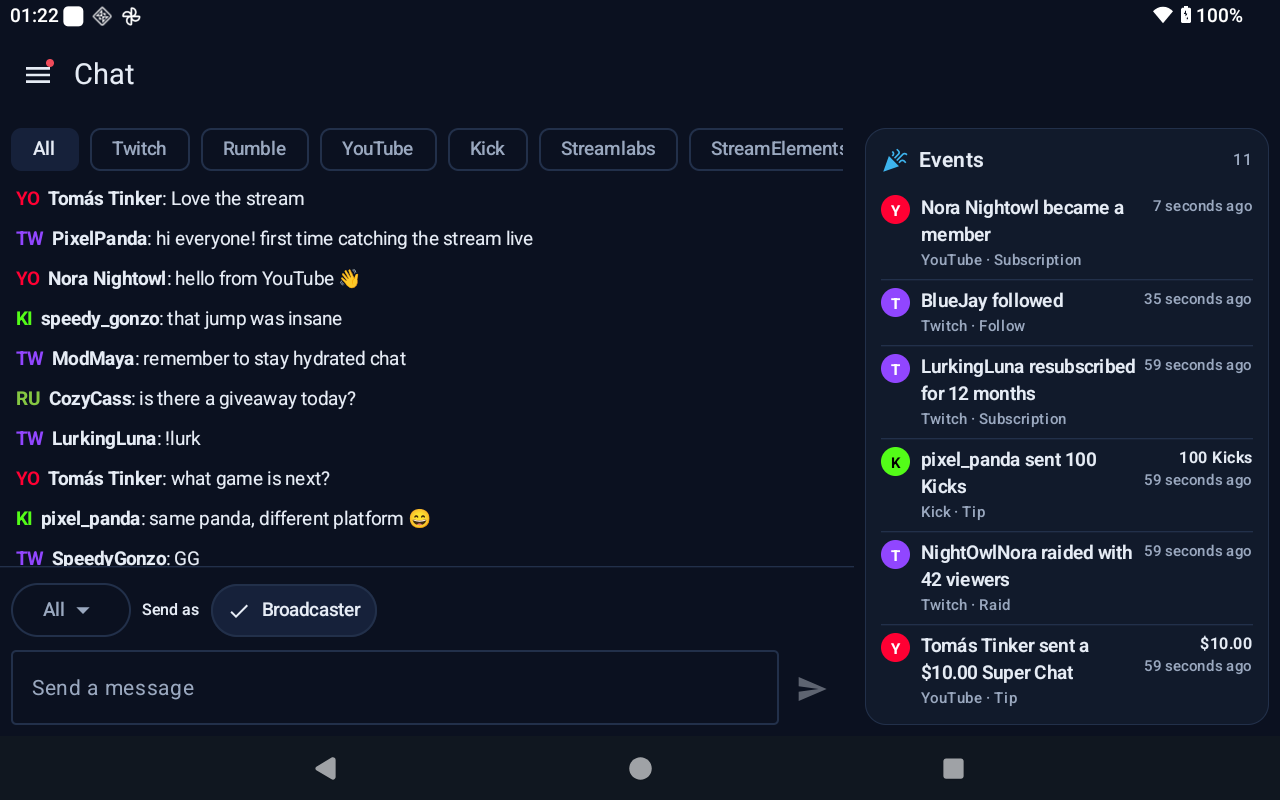 01:22
100%
Chat
All
Twitch
Rumble
YouTube
Kick
Streamlabs
StreamElements
YO Tomás Tinker: Love the stream
TW PixelPanda: hi everyone! first time catching the stream live
YO Nora Nightowl: hello from YouTube 👋
KI speedy_gonzo: that jump was insane
TW ModMaya: remember to stay hydrated chat
RU CozyCass: is there a giveaway today?
TW LurkingLuna: !lurk
YO Tomás Tinker: what game is next?
KI pixel_panda: same panda, different platform 😄
TW SpeedyGonzo: GG
All
Send as
Broadcaster
Send a message
Events
11
Y
Nora Nightowl became a
member
7 seconds ago
YouTube · Subscription
T
BlueJay followed
35 seconds ago
Twitch · Follow
T
LurkingLuna resubscribed
for 12 months
59 seconds ago
Twitch · Subscription
K
pixel_panda sent 100
Kicks
100 Kicks
59 seconds ago
Kick · Tip
T
NightOwlNora raided with
42 viewers
59 seconds ago
Twitch · Raid
Y
Tomás Tinker sent a
$10.00 Super Chat
$10.00
59 seconds ago
YouTube · Tip